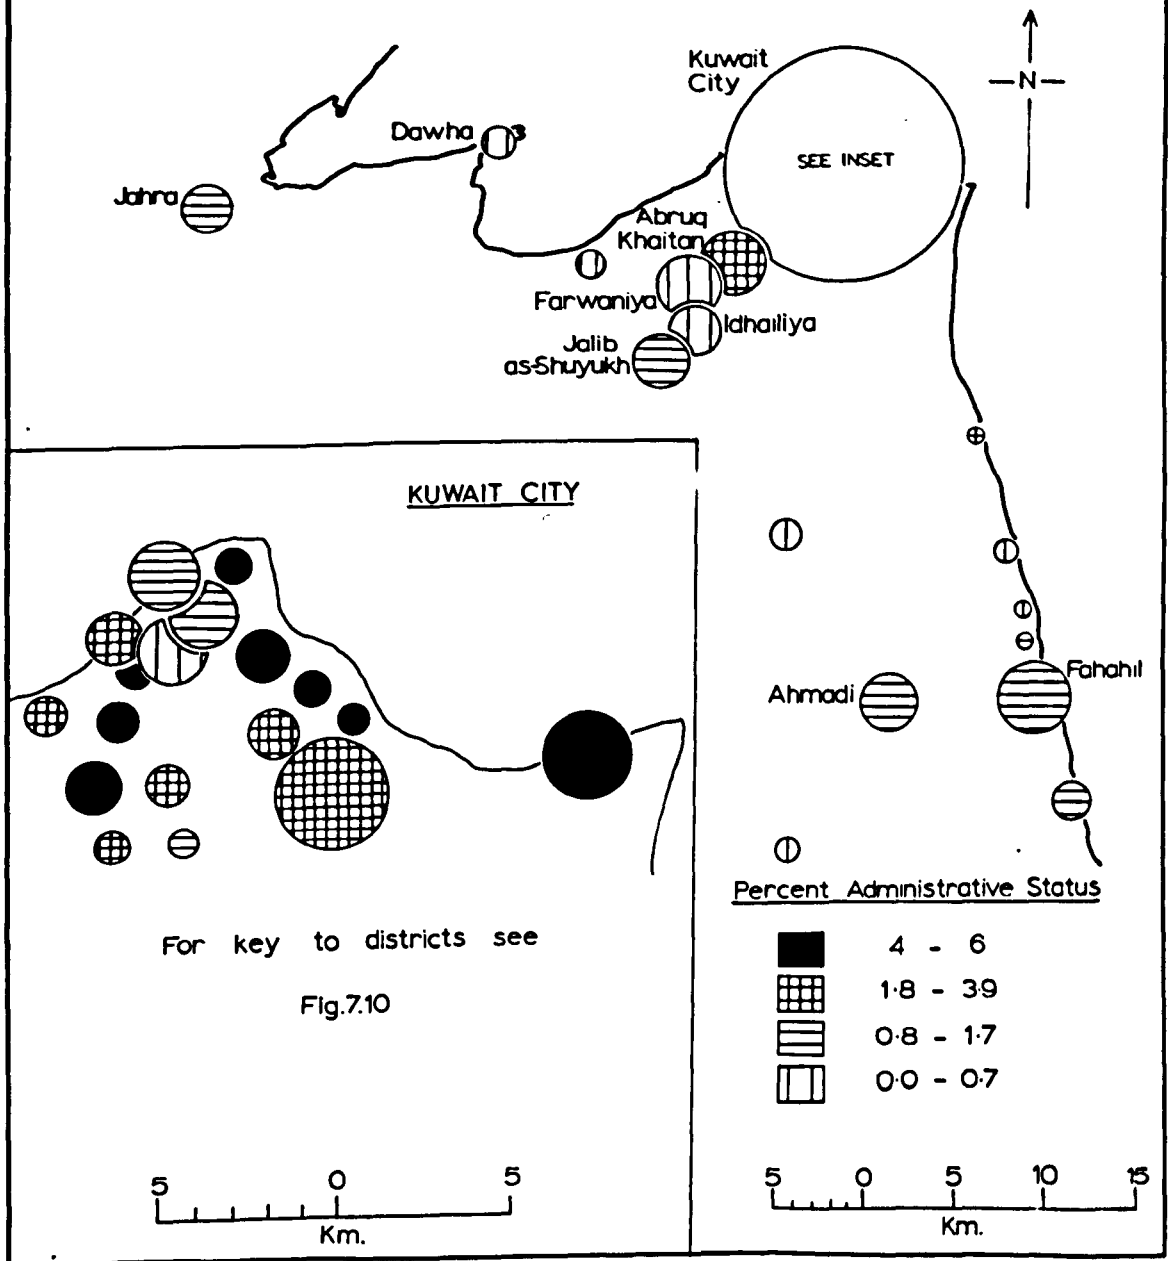 Kuwait
City
N
SEE INSET
Dawha
Jahra
Abruq
Khaitan
Farwaniya
Idhailiya
Jalib
as-Shuyukh
KUWAIT CITY
Ahmadi
Fahahil
For key to districts see
Fig.7.10
Percent Administrative Status
4 - 6
1·8 - 3·9
0·8 - 1·7
0·0 - 0·7
5 0 5
Km.
5 0 5 10 15
Km.